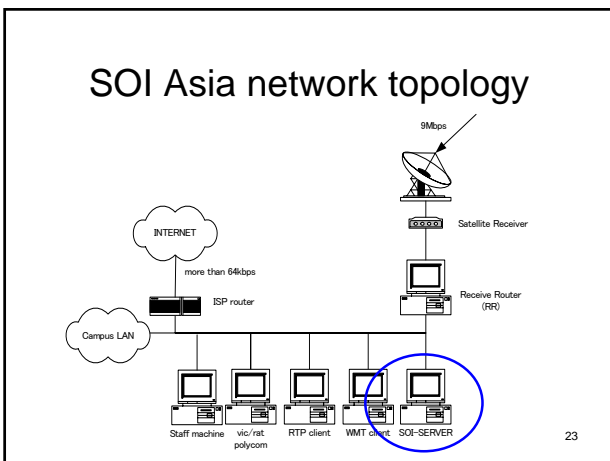 SOI Asia network topology
9Mbps
Satellite Receiver
INTERNET
more than 64kbps
ISP router
Receive Router
(RR)
Campus LAN
Staff machine
vic/rat
polycom
RTP client
WMT client
SOI-SERVER
23